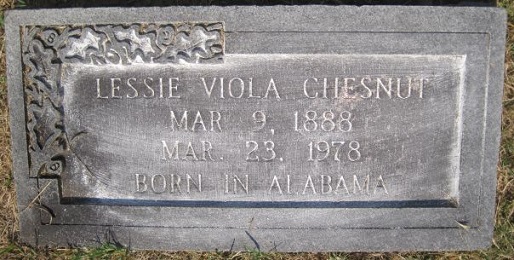 LESSIE VIOLA CHESNUT
MAR 9, 1888
MAR. 23, 1978
BORN IN ALABAMA